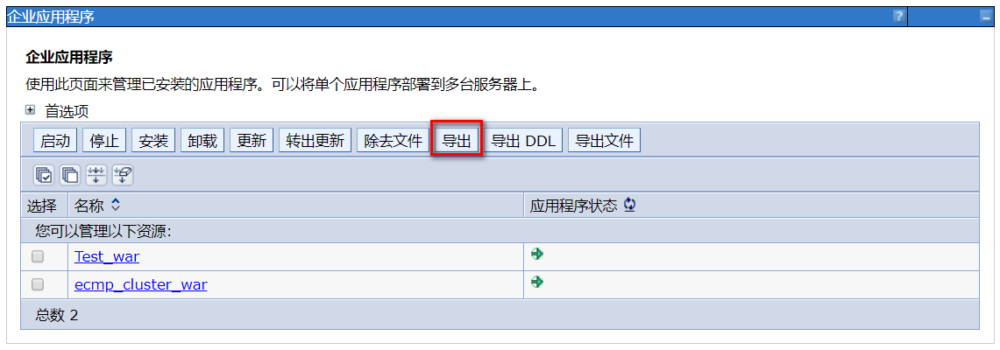 企业应用程序 ? –
企业应用程序
使用此页面来管理已安装的应用程序。可以将单个应用程序部署到多台服务器上。
首选项
启动 停止 安装 卸载 更新 转出更新 除去文件 导出 导出 DDL 导出文件
选择 名称 应用程序状态
您可以管理以下资源:
Test_war
ecmp_cluster_war
总数 2